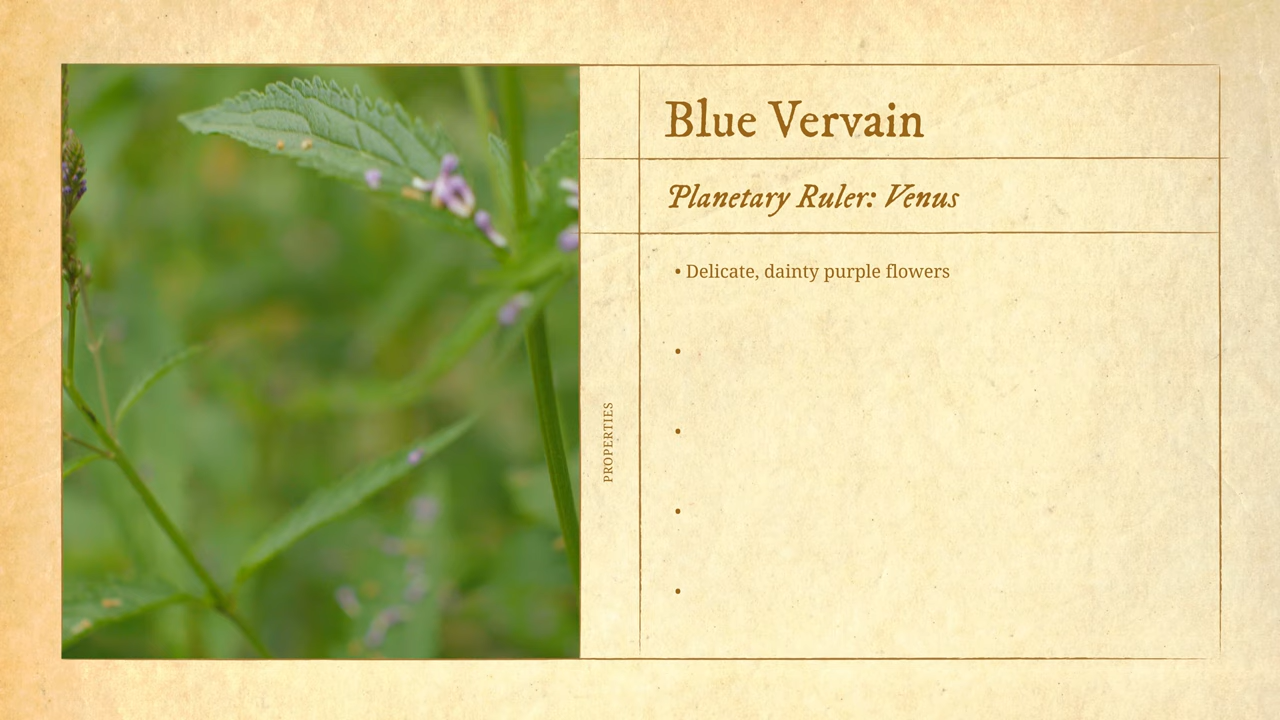 Blue Vervain
Planetary Ruler: Venus
PROPERTIES
• Delicate, dainty purple flowers
•
•
•
•